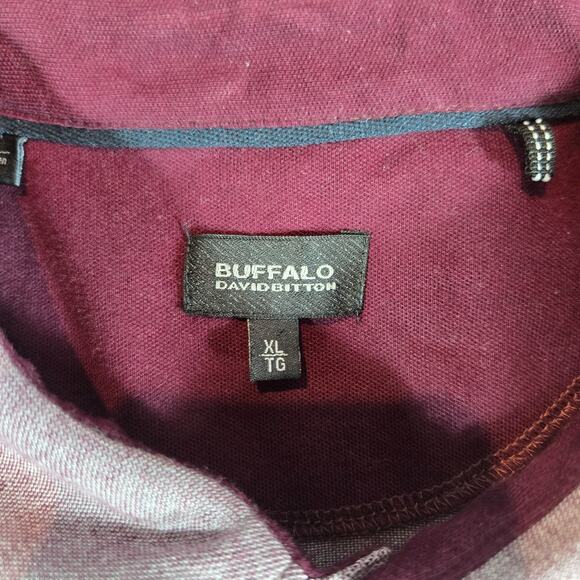 BUFFALO
DAVID BITTON
XL
TG